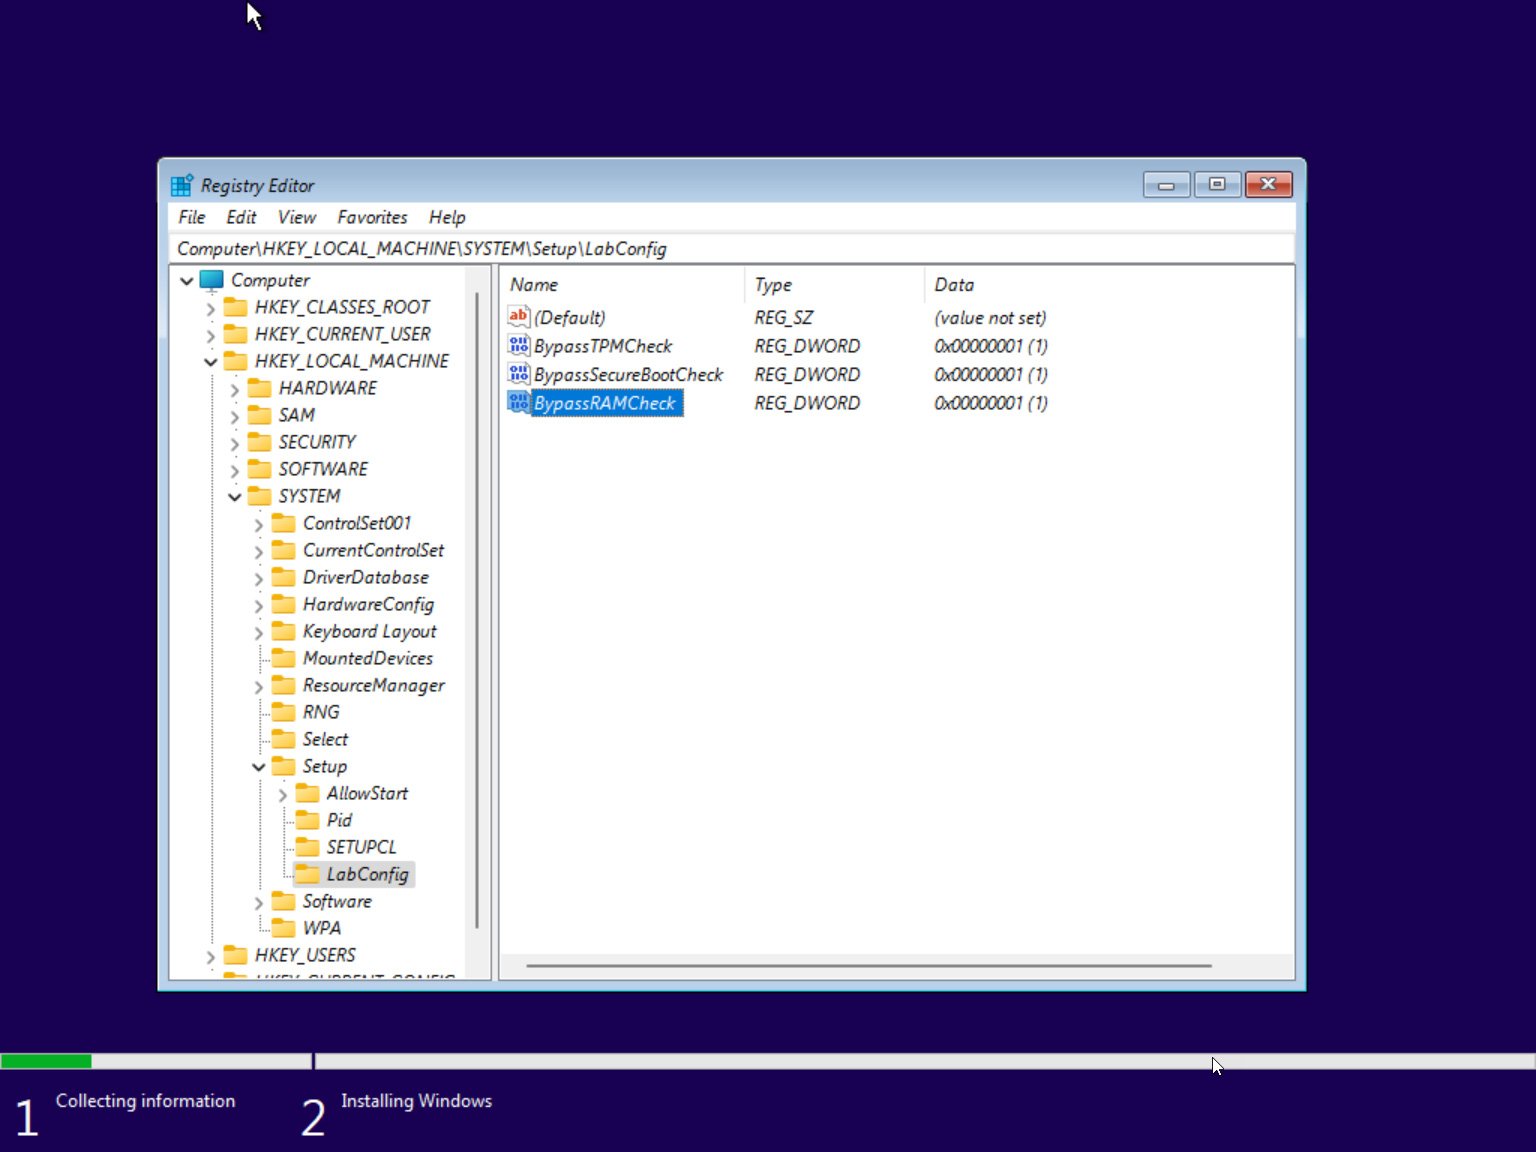 Registry Editor
File Edit View Favorites Help
Computer\HKEY_LOCAL_MACHINE\SYSTEM\Setup\LabConfig
Computer
HKEY_CLASSES_ROOT
HKEY_CURRENT_USER
HKEY_LOCAL_MACHINE
HARDWARE
SAM
SECURITY
SOFTWARE
SYSTEM
ControlSet001
CurrentControlSet
DriverDatabase
HardwareConfig
Keyboard Layout
MountedDevices
ResourceManager
RNG
Select
Setup
AllowStart
Pid
SETUPCL
LabConfig
Software
WPA
HKEY_USERS
HKEY_CURRENT_CONFIG
Name Type Data
ab (Default) REG_SZ (value not set)
BypassTPMCheck REG_DWORD 0x00000001 (1)
BypassSecureBootCheck REG_DWORD 0x00000001 (1)
BypassRAMCheck REG_DWORD 0x00000001 (1)
1 Collecting information 2 Installing Windows